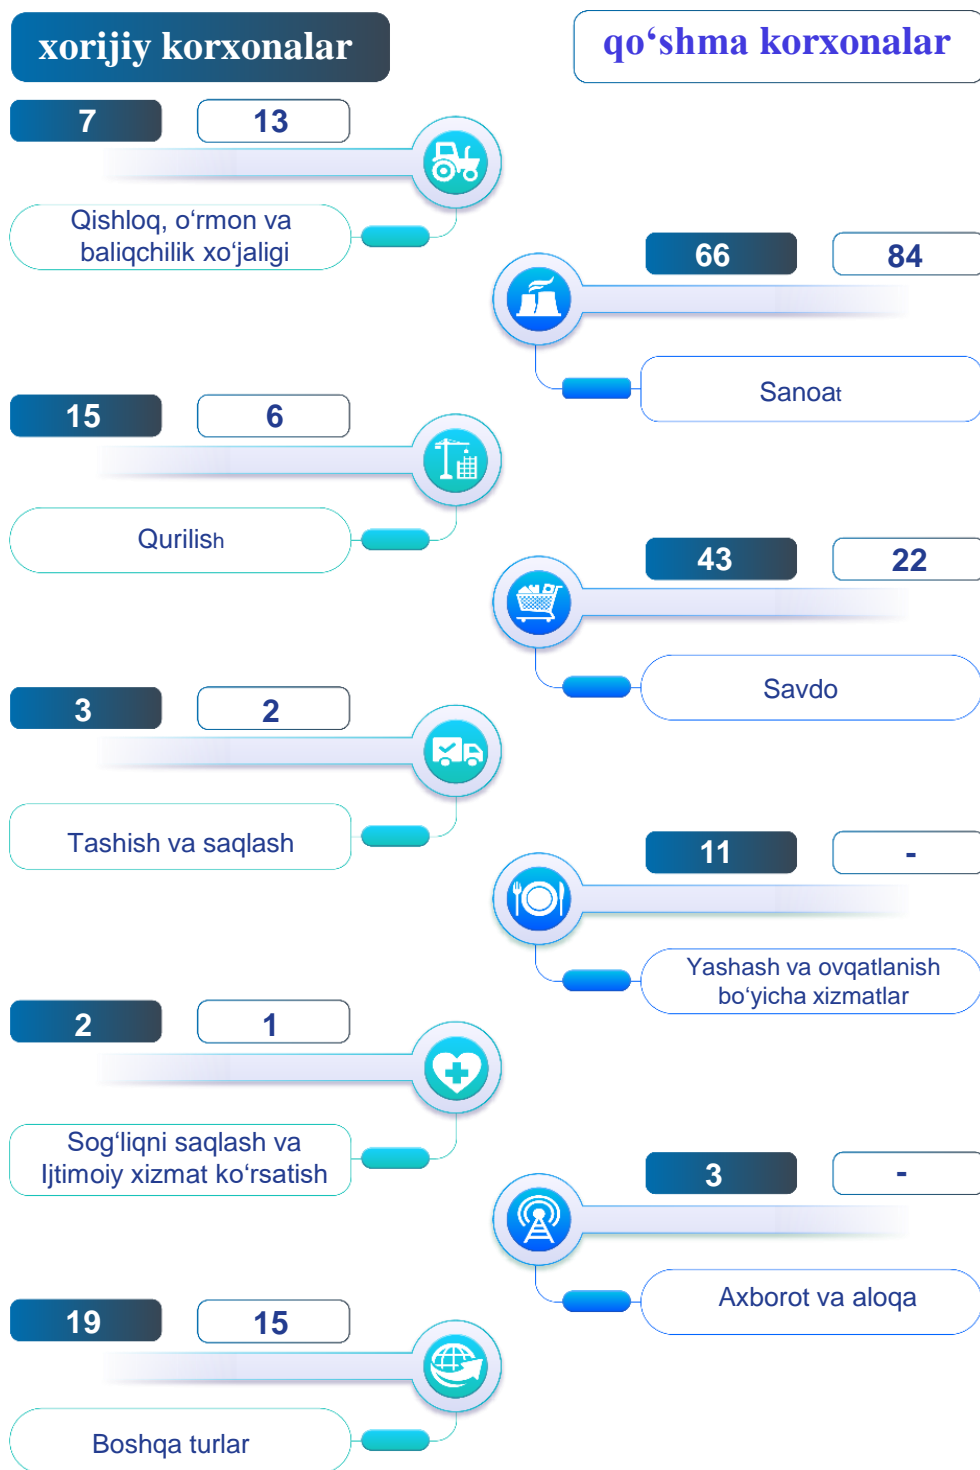 xorijiy korxonalar
qo‘shma korxonalar
7
13
Qishloq, o‘rmon va
baliqchilik xo‘jaligi
66
84
Sanoat
15
6
Qurilish
43
22
Savdo
3
2
Tashish va saqlash
11
-
Yashash va ovqatlanish
bo‘yicha xizmatlar
2
1
Sog‘liqni saqlash va
Ijtimoiy xizmat ko‘rsatish
3
-
Axborot va aloqa
19
15
Boshqa turlar